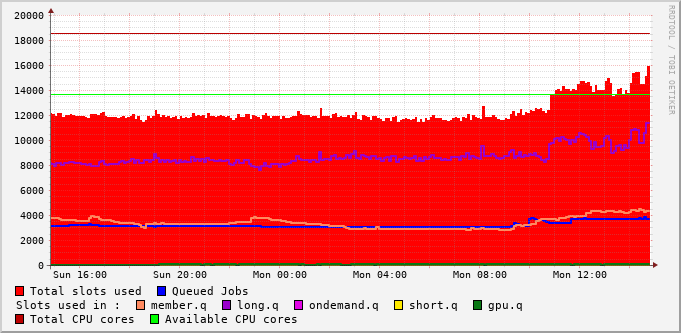 20000
18000
16000
14000
12000
10000
8000
6000
4000
2000
0
Sun 16:00 Sun 20:00 Mon 00:00 Mon 04:00 Mon 08:00 Mon 12:00
RRDTOOL / TOBI OETIKER
Total slots used Queued Jobs
Slots used in : member.q long.q ondemand.q short.q gpu.q
Total CPU cores Available CPU cores